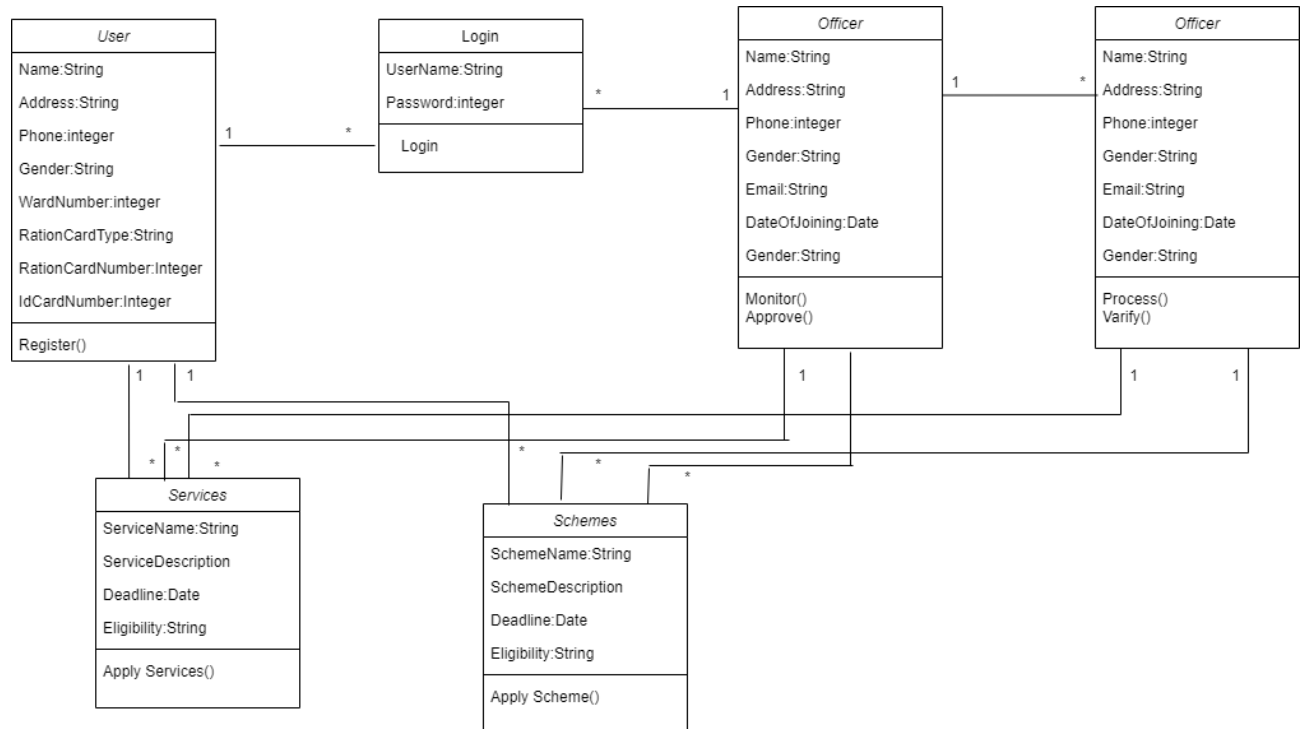 User
Name:String
Address:String
Phone:integer
Gender:String
WardNumber:integer
RationCardType:String
RationCardNumber:Integer
IdCardNumber:Integer
Register()
Login
UserName:String
Password:integer
Login
Officer
Name:String
Address:String
Phone:integer
Gender:String
Email:String
DateOfJoining:Date
Gender:String
Monitor()
Approve()
Officer
Name:String
Address:String
Phone:integer
Gender:String
Email:String
DateOfJoining:Date
Gender:String
Process()
Varify()
1 *
* 1
1 *
1 1
1
1 1
* * *
* * *
Services
ServiceName:String
ServiceDescription
Deadline:Date
Eligibility:String
Apply Services()
Schemes
SchemeName:String
SchemeDescription
Deadline:Date
Eligibility:String
Apply Scheme()